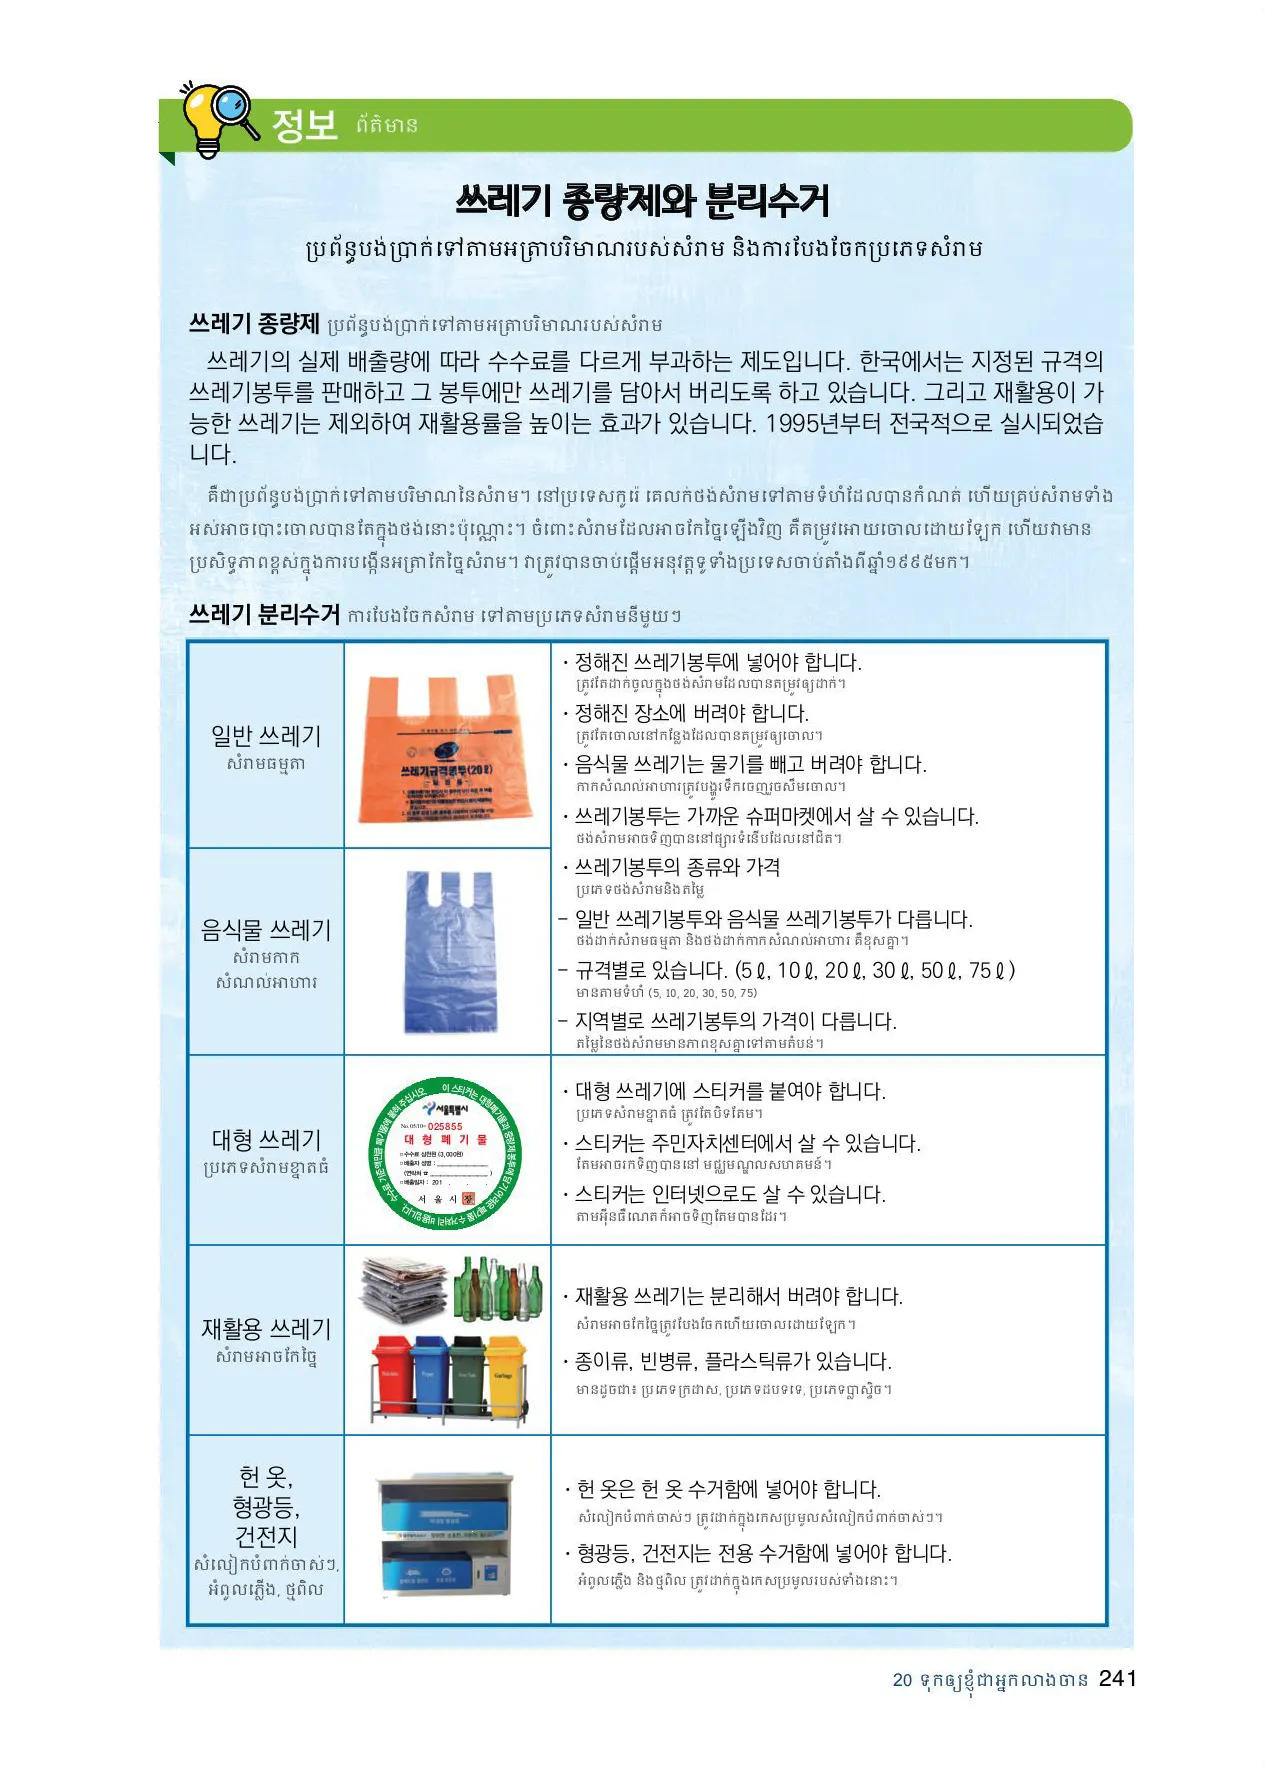 정보 ព័ត៌មាន
쓰레기 종량제와 분리수거
ប្រព័ន្ធបង់ប្រាក់ទៅតាមអត្រាបរិមាណរបស់សំរាម និងការបែងចែកប្រភេទសំរាម
쓰레기 종량제 ប្រព័ន្ធបង់ប្រាក់ទៅតាមអត្រាបរិមាណរបស់សំរាម
쓰레기의 실제 배출량에 따라 수수료를 다르게 부과하는 제도입니다. 한국에서는 지정된 규격의
쓰레기봉투를 판매하고 그 봉투에만 쓰레기를 담아서 버리도록 하고 있습니다. 그리고 재활용이 가
능한 쓰레기는 제외하여 재활용률을 높이는 효과가 있습니다. 1995년부터 전국적으로 실시되었습
니다.
គឺជាប្រព័ន្ធបង់ប្រាក់ទៅតាមបរិមាណនៃសំរាម។ នៅប្រទេសកូរ៉េ គេលក់ថង់សំរាមទៅតាមទំហំដែលបានកំណត់ ហើយគ្រប់សំរាមទាំង
អស់អាចបោះចោលបានតែក្នុងថង់នោះប៉ុណ្ណោះ។ ចំពោះសំរាមដែលអាចកែច្នៃឡើងវិញ គឺតម្រូវអោយចោលដោយឡែក ហើយវាមាន
ប្រសិទ្ធភាពខ្ពស់ក្នុងការបង្កើនអត្រាកែច្នៃសំរាម។ វាត្រូវបានចាប់ផ្តើមអនុវត្តទូទាំងប្រទេសចាប់តាំងពីឆ្នាំ១៩៩៥មក។
쓰레기 분리수거 ការបែងចែកសំរាម ទៅតាមប្រភេទសំរាមនីមួយៗ
일반 쓰레기
សំរាមធម្មតា
쓰레기규격봉투(20ℓ)
· 정해진 쓰레기봉투에 넣어야 합니다.
ត្រូវតែដាក់ចូលក្នុងថង់សំរាមដែលបានតម្រូវឲ្យដាក់។
· 정해진 장소에 버려야 합니다.
ត្រូវតែចោលនៅកន្លែងដែលបានតម្រូវឲ្យចោល។
· 음식물 쓰레기는 물기를 빼고 버려야 합니다.
កាកសំណល់អាហារត្រូវបង្ហូរទឹកចេញរួចសឹមចោល។
· 쓰레기봉투는 가까운 슈퍼마켓에서 살 수 있습니다.
ថង់សំរាមអាចទិញបាននៅផ្សារទំនើបដែលនៅជិត។
· 쓰레기봉투의 종류와 가격
ប្រភេទថង់សំរាមនិងតម្លៃ
- 일반 쓰레기봉투와 음식물 쓰레기봉투가 다릅니다.
ថង់ដាក់សំរាមធម្មតា និងថង់ដាក់កាកសំណល់អាហារ គឺខុសគ្នា។
- 규격별로 있습니다. (5ℓ, 10ℓ, 20ℓ, 30ℓ, 50ℓ, 75ℓ)
មានតាមទំហំ (5, 10, 20, 30, 50, 75)
- 지역별로 쓰레기봉투의 가격이 다릅니다.
តម្លៃនៃថង់សំរាមមានភាពខុសគ្នាទៅតាមតំបន់។
음식물 쓰레기
សំរាមកាក
សំណល់អាហារ
대형 쓰레기
ប្រភេទសំរាមខ្នាតធំ
서울특별시
025855
대 형 폐 기 물
수수료 삼천원 (3,000원)
배출자 성명 :
(연락처 ☎ )
배출일자 : 201 . . .
서 울 시 장
· 대형 쓰레기에 스티커를 붙여야 합니다.
ប្រភេទសំរាមខ្នាតធំ ត្រូវតែបិទតែម។
· 스티커는 주민자치센터에서 살 수 있습니다.
តែមអាចរកទិញបាននៅ មជ្ឈមណ្ឌលសហគមន៍។
· 스티커는 인터넷으로도 살 수 있습니다.
តាមអ៊ីនធឺណេតក៏អាចទិញតែមបានដែរ។
재활용 쓰레기
សំរាមអាចកែច្នៃ
Paper
Garbage
· 재활용 쓰레기는 분리해서 버려야 합니다.
សំរាមអាចកែច្នៃត្រូវបែងចែកហើយចោលដោយឡែក។
· 종이류, 빈병류, 플라스틱류가 있습니다.
មានដូចជា៖ ប្រភេទក្រដាស, ប្រភេទដបទទេ, ប្រភេទប្លាស្ទិច។
헌 옷,
형광등,
건전지
សំលៀកបំពាក់ចាស់ៗ,
អំពូលភ្លើង, ថ្មពិល
· 헌 옷은 헌 옷 수거함에 넣어야 합니다.
សំលៀកបំពាក់ចាស់ៗ ត្រូវដាក់ក្នុងកេសប្រមូលសំលៀកបំពាក់ចាស់ៗ។
· 형광등, 건전지는 전용 수거함에 넣어야 합니다.
អំពូលភ្លើង និងថ្មពិល ត្រូវដាក់ក្នុងកេសប្រមូលរបស់ទាំងនោះ។
20 ទុកឲ្យខ្ញុំជាអ្នកលាងចាន 241